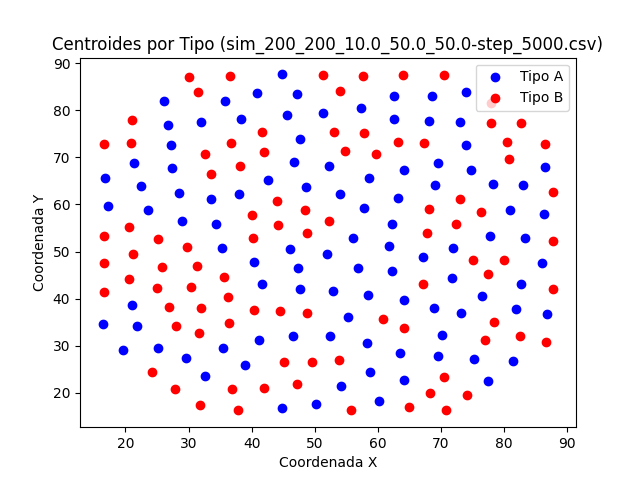 Centroides por Tipo (sim_200_200_10.0_50.0_50.0-step_5000.csv)
Tipo A
Tipo B
90
80
70
60
50
40
30
20
Coordenada Y
20 30 40 50 60 70 80 90
Coordenada X